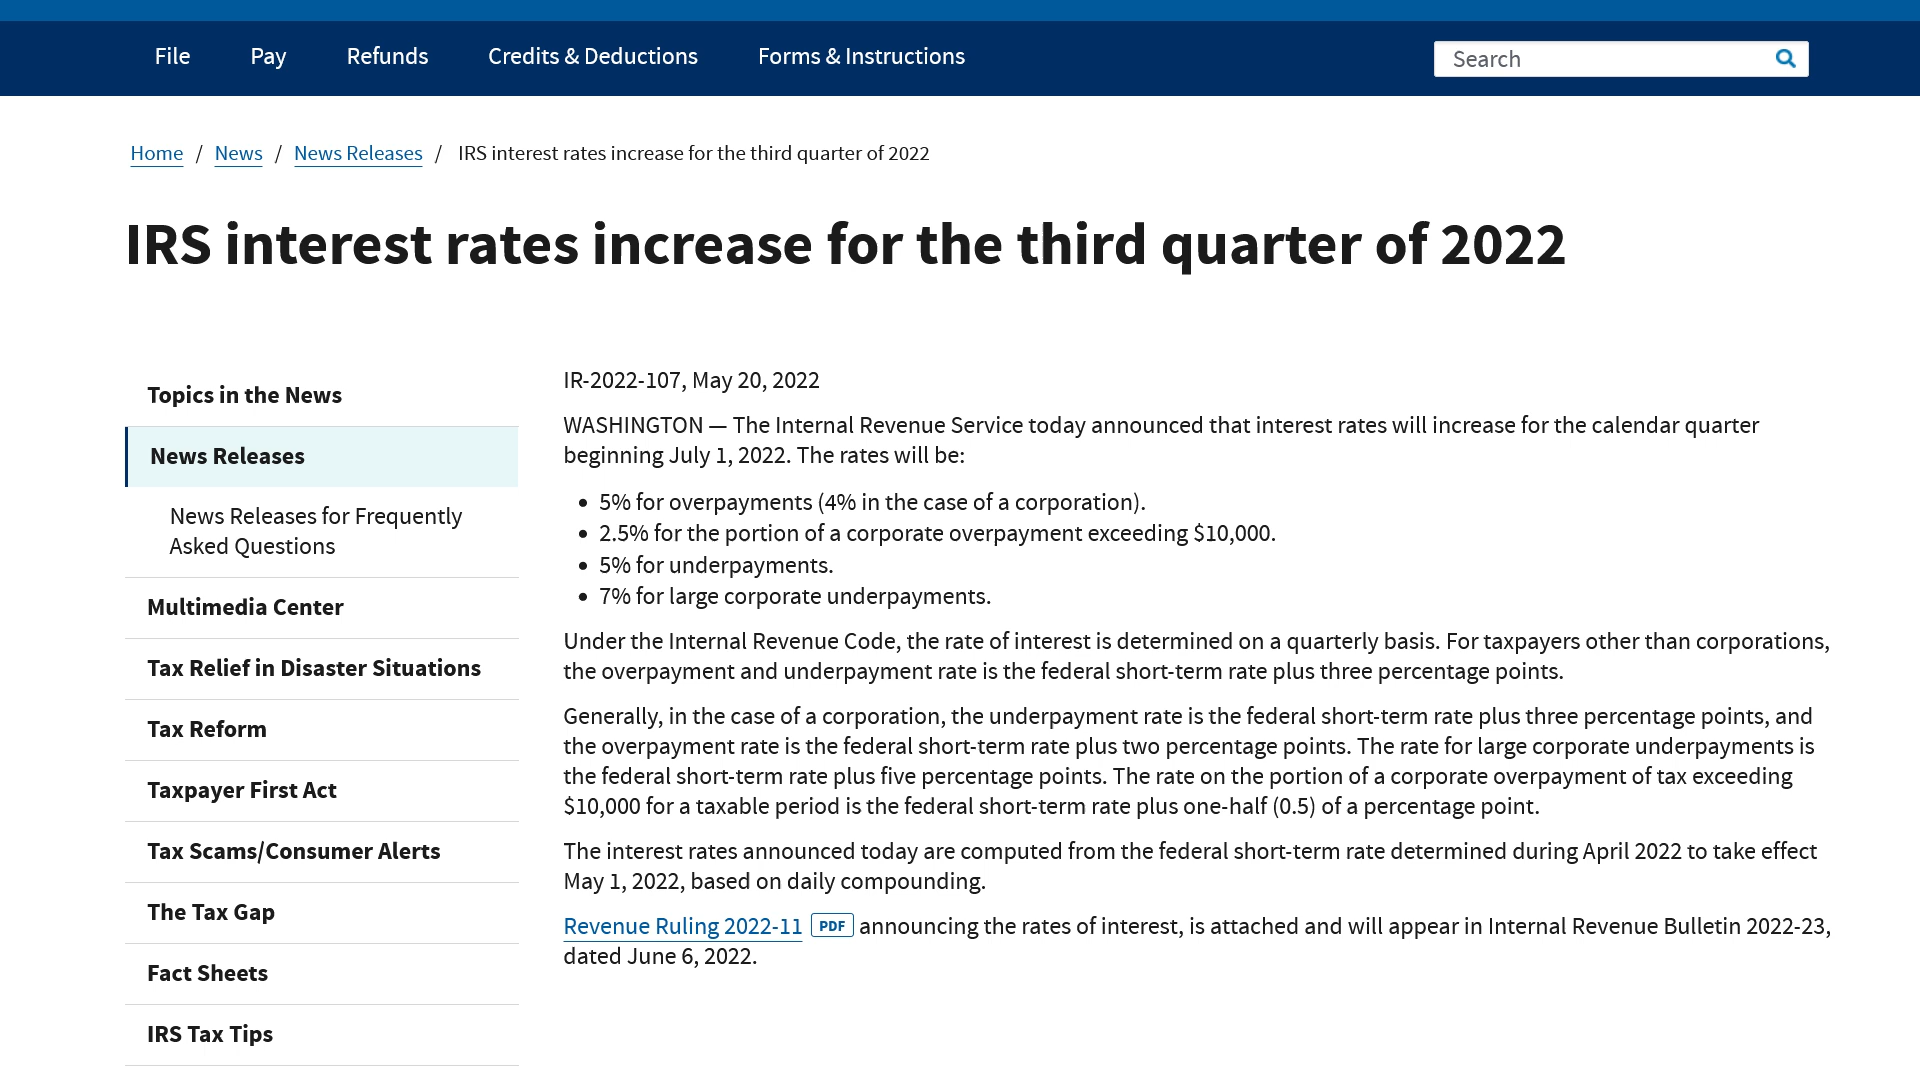 File Pay Refunds Credits & Deductions Forms & Instructions Search
Home / News / News Releases / IRS interest rates increase for the third quarter of 2022
IRS interest rates increase for the third quarter of 2022
Topics in the News
News Releases
News Releases for Frequently
Asked Questions
Multimedia Center
Tax Relief in Disaster Situations
Tax Reform
Taxpayer First Act
Tax Scams/Consumer Alerts
The Tax Gap
Fact Sheets
IRS Tax Tips
IR-2022-107, May 20, 2022
WASHINGTON — The Internal Revenue Service today announced that interest rates will increase for the calendar quarter
beginning July 1, 2022. The rates will be:
• 5% for overpayments (4% in the case of a corporation).
• 2.5% for the portion of a corporate overpayment exceeding $10,000.
• 5% for underpayments.
• 7% for large corporate underpayments.
Under the Internal Revenue Code, the rate of interest is determined on a quarterly basis. For taxpayers other than corporations,
the overpayment and underpayment rate is the federal short-term rate plus three percentage points.
Generally, in the case of a corporation, the underpayment rate is the federal short-term rate plus three percentage points, and
the overpayment rate is the federal short-term rate plus two percentage points. The rate for large corporate underpayments is
the federal short-term rate plus five percentage points. The rate on the portion of a corporate overpayment of tax exceeding
$10,000 for a taxable period is the federal short-term rate plus one-half (0.5) of a percentage point.
The interest rates announced today are computed from the federal short-term rate determined during April 2022 to take effect
May 1, 2022, based on daily compounding.
Revenue Ruling 2022-11 PDF announcing the rates of interest, is attached and will appear in Internal Revenue Bulletin 2022-23,
dated June 6, 2022.